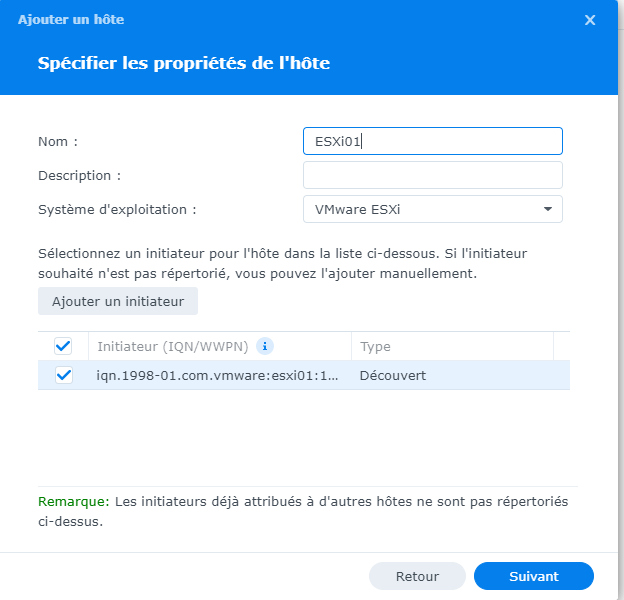 Ajouter un hôte
Spécifier les propriétés de l'hôte
Nom :
ESXi01
Description :
Système d'exploitation :
VMware ESXi
Sélectionnez un initiateur pour l'hôte dans la liste ci-dessous. Si l'initiateur
souhaité n'est pas répertorié, vous pouvez l'ajouter manuellement.
Ajouter un initiateur
Initiateur (IQN/WWPN)
Type
iqn.1998-01.com.vmware:esxi01:1...
Découvert
Remarque: Les initiateurs déjà attribués à d'autres hôtes ne sont pas répertoriés
ci-dessus.
Retour
Suivant